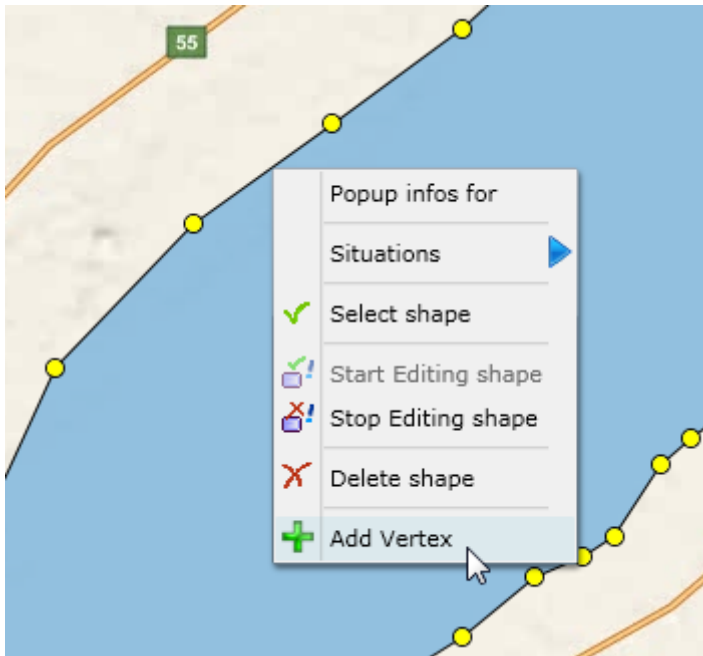 55
Popup infos for
Situations
Select shape
Start Editing shape
Stop Editing shape
Delete shape
Add Vertex